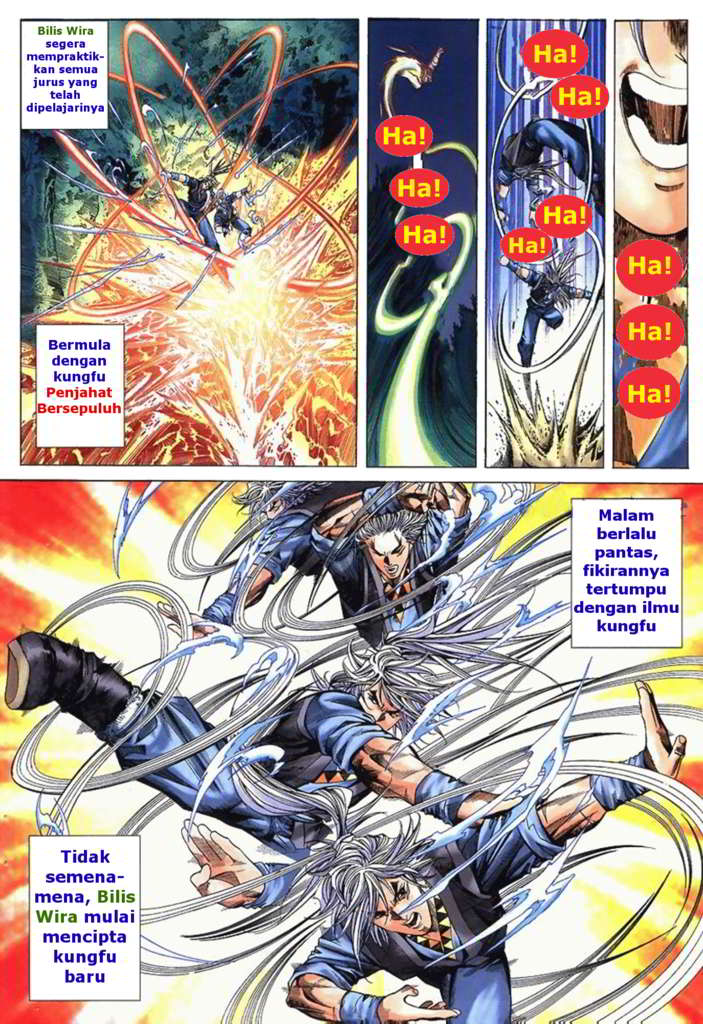 Bilis Wira
segera
mempraktik-
kan semua
jurus yang
telah
dipelajarinya
Bermula
dengan
kungfu
Penjahat
Bersepuluh
Ha!
Ha!
Ha!
Ha!
Ha!
Ha!
Ha!
Ha!
Ha!
Ha!
Malam
berlalu
pantas,
fikirannya
tertumpu
dengan ilmu
kungfu
Tidak
semena-
mena, Bilis
Wira mulai
mencipta
kungfu
baru